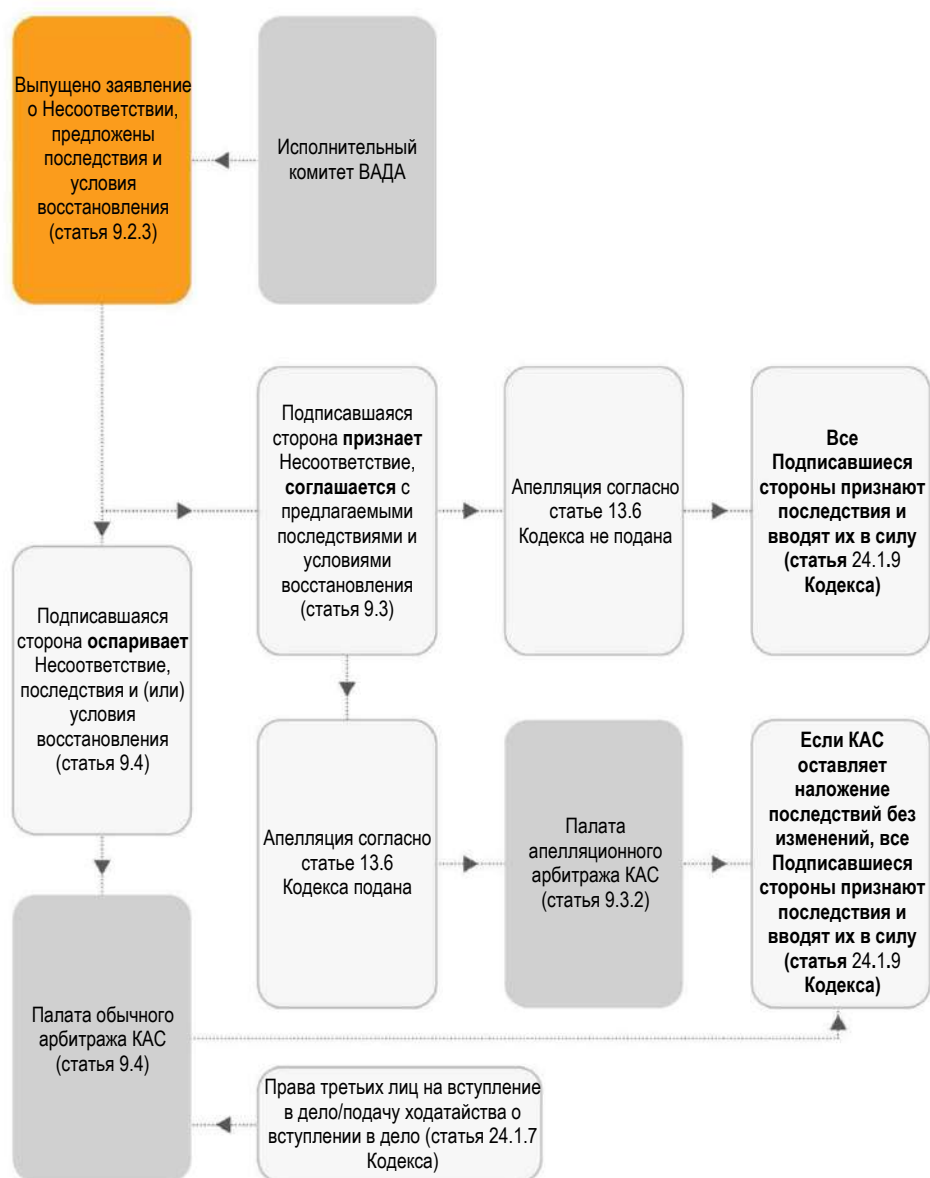 Выпущено заявление
о Несоответствии,
предложены
последствия и
условия
восстановления
(статья 9.2.3)
Исполнительный
комитет ВАДА
Подписавшаяся
сторона признает
Несоответствие,
соглашается с
предлагаемыми
последствиями и
условиями
восстановления
(статья 9.3)
Апелляция согласно
статье 13.6
Кодекса не подана
Все
Подписавшиеся
стороны признают
последствия и
вводят их в силу
(статья 24.1.9
Кодекса)
Подписавшаяся
сторона оспаривает
Несоответствие,
последствия и (или)
условия
восстановления
(статья 9.4)
Апелляция согласно
статье 13.6
Кодекса подана
Палата
апелляционного
арбитража КАС
(статья 9.3.2)
Если КАС
оставляет
наложение
последствий без
изменений, все
Подписавшиеся
стороны признают
последствия и
вводят их в силу
(статья 24.1.9
Кодекса)
Палата обычного
арбитража КАС
(статья 9.4)
Права третьих лиц на вступление
в дело/подачу ходатайства о
вступлении в дело (статья 24.1.7
Кодекса)